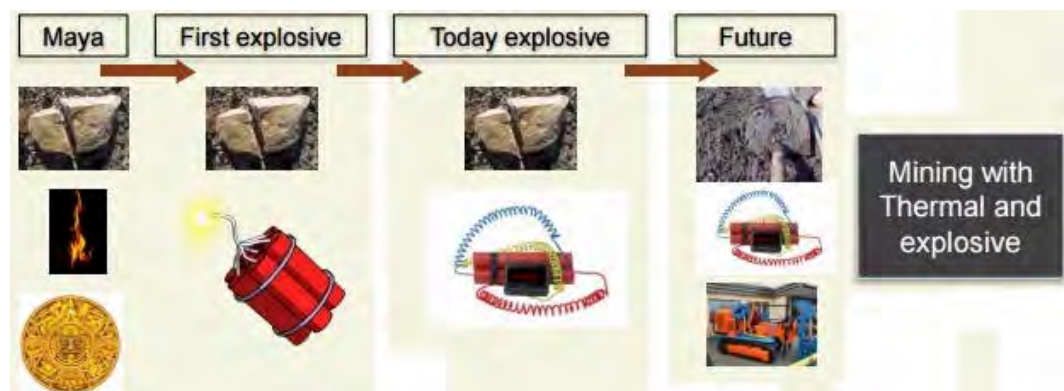 Maya
First explosive
Today explosive
Future
Mining with
Thermal and
explosive